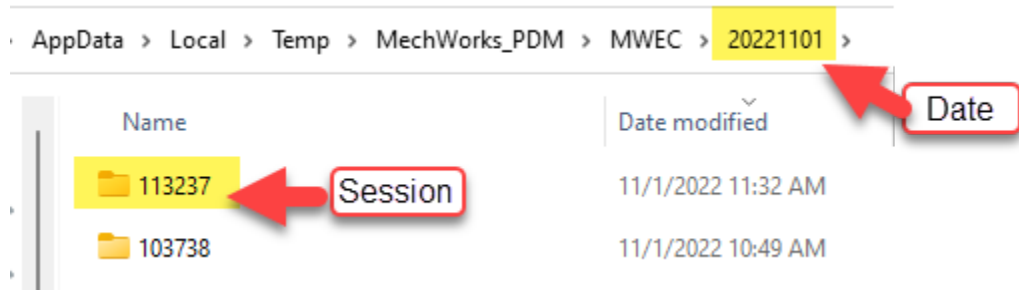 AppData > Local > Temp > MechWorks_PDM > MWEC > 20221101 >
Date
Name Date modified
113237 Session 11/1/2022 11:32 AM
103738 11/1/2022 10:49 AM